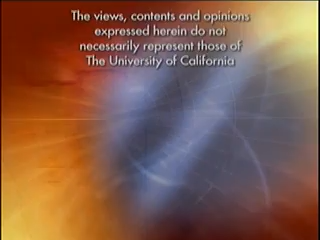 The views, contents and opinions
expressed herein do not
necessarily represent those of
The University of California